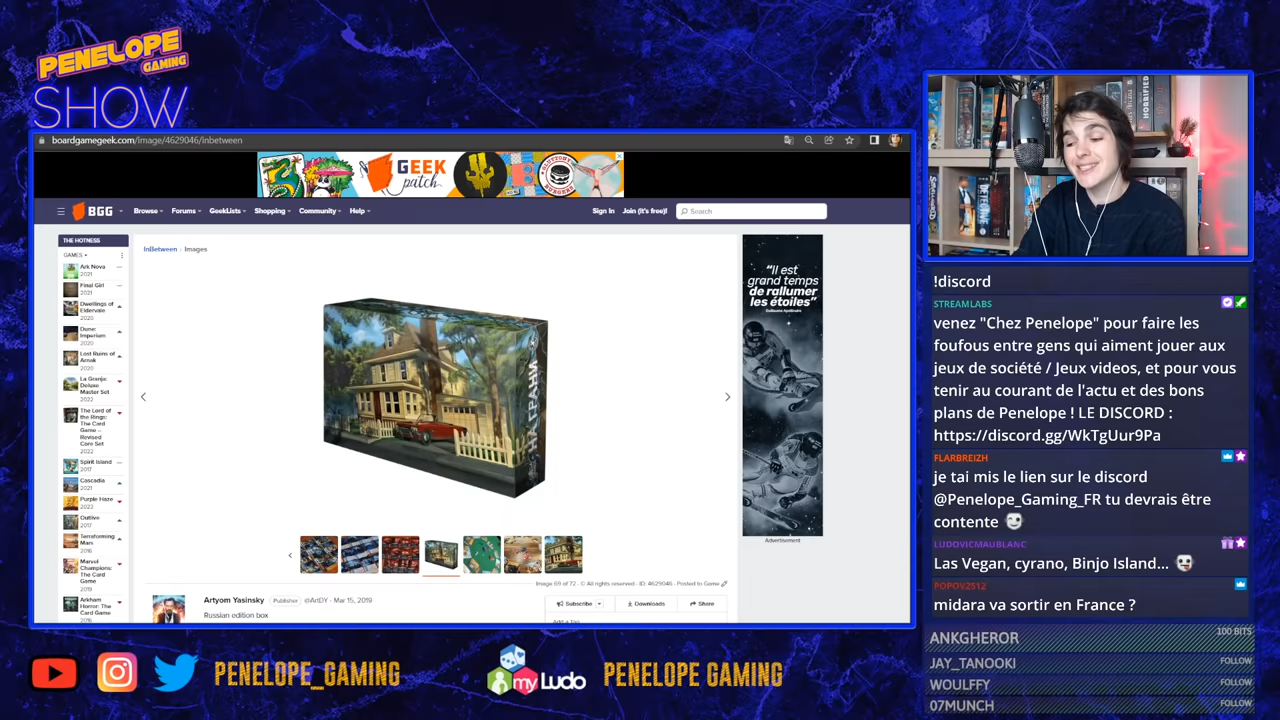 PENELOPE
GAMING
SHOW
boardgamegeek.com/image/4629046/inbetween
GEEK
patch
BGG
Browse
Forums
GeekLists
Shopping
Community
Help
Sign In
Join (it's free)!
Search
THE HOTNESS
GAMES
Ark Nova
2021
Final Girl
2021
Dwellings of
Eldervale
2020
Dune:
Imperium
2020
Lost Ruins of
Arnak
2020
La Granja:
Deluxe
Master Set
2022
The Lord of
the Rings:
The Card
Game –
Revised
Core Set
2022
Spirit Island
2017
Cascadia
2021
Purple Haze
2022
Outlive
2017
Terraforming
Mars
2016
Marvel
Champions:
The Card
Game
2019
Arkham
Horror: The
Card Game
2016
InBetween
Images
"Il est
grand temps
de rallumer
les étoiles"
Guillaume Apollinaire
Advertisement
Image 69 of 72 - © All rights reserved - ID: 4629046 - Posted to Game
Artyom Yasinsky
Publisher
@ArtDY - Mar 15, 2019
Subscribe
Downloads
Share
Russian edition box
Add a Tag
HORRIFIED
!discord
STREAMLABS
Viens "Chez Penelope" pour faire les
foufous entre gens qui aiment jouer aux
jeux de société / Jeux videos, et pour vous
tenir au courant de l'actu et des bons
plans de Penelope ! LE DISCORD :
https://discord.gg/WkTgUur9Pa
FLARBREIZH
j'ai mis le lien sur le discord
@Penelope_Gaming_FR tu devrais être
contente
LUDOVICMAUBLANC
Las Vegan, cyrano, Bim bamboum...
POPOV2512
midara va sortir en France ?
ANKGHEROR
100 BITS
JAY_TANOOKI
FOLLOW
WOULFFY
FOLLOW
07MUNCH
FOLLOW
PENELOPE_GAMING
myLudo
PENELOPE GAMING